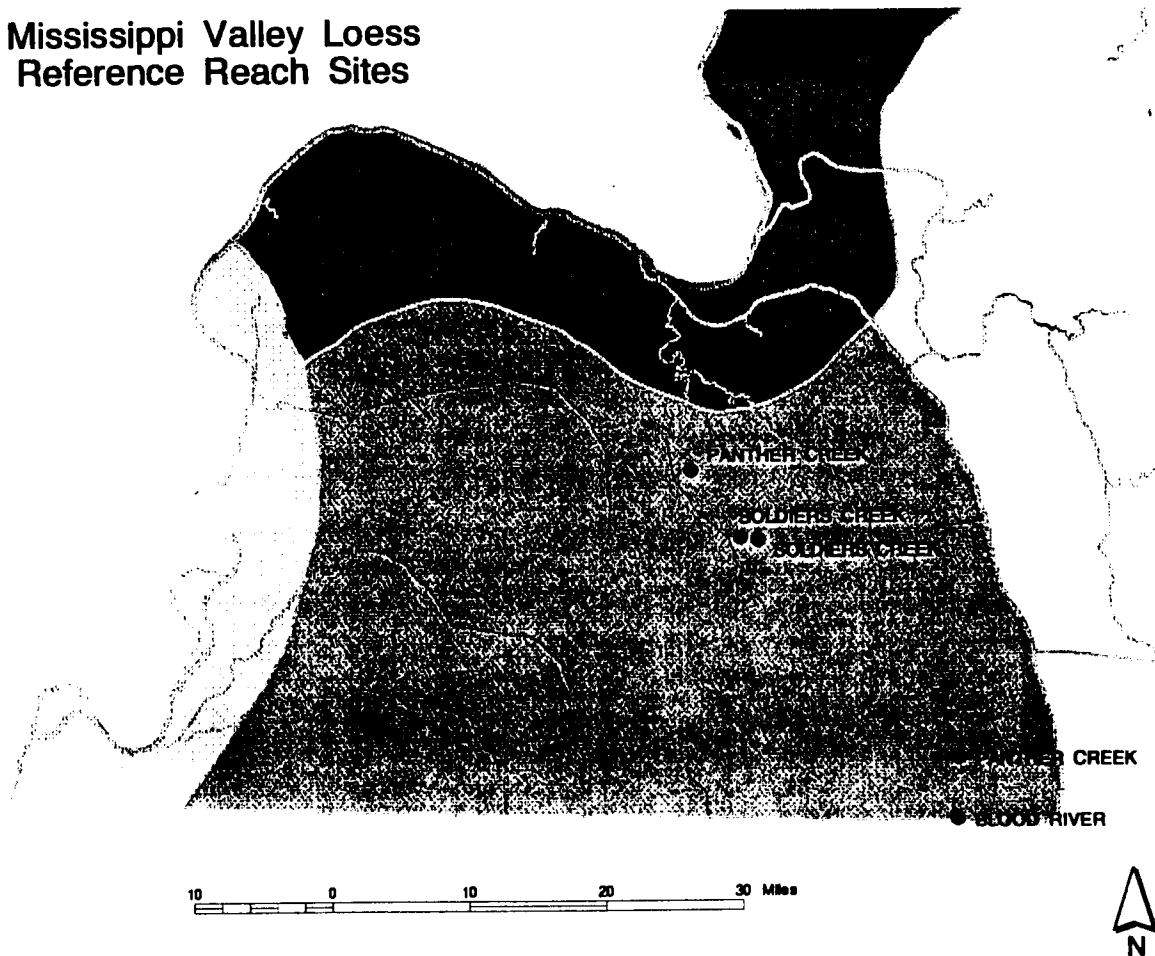 Mississippi Valley Loess
Reference Reach Sites
PANTHER CREEK
SOLDIERS CREEK
SOLDIERS CREEK
PANTHER CREEK
BLOOD RIVER
10 0 10 20 30 Miles
N